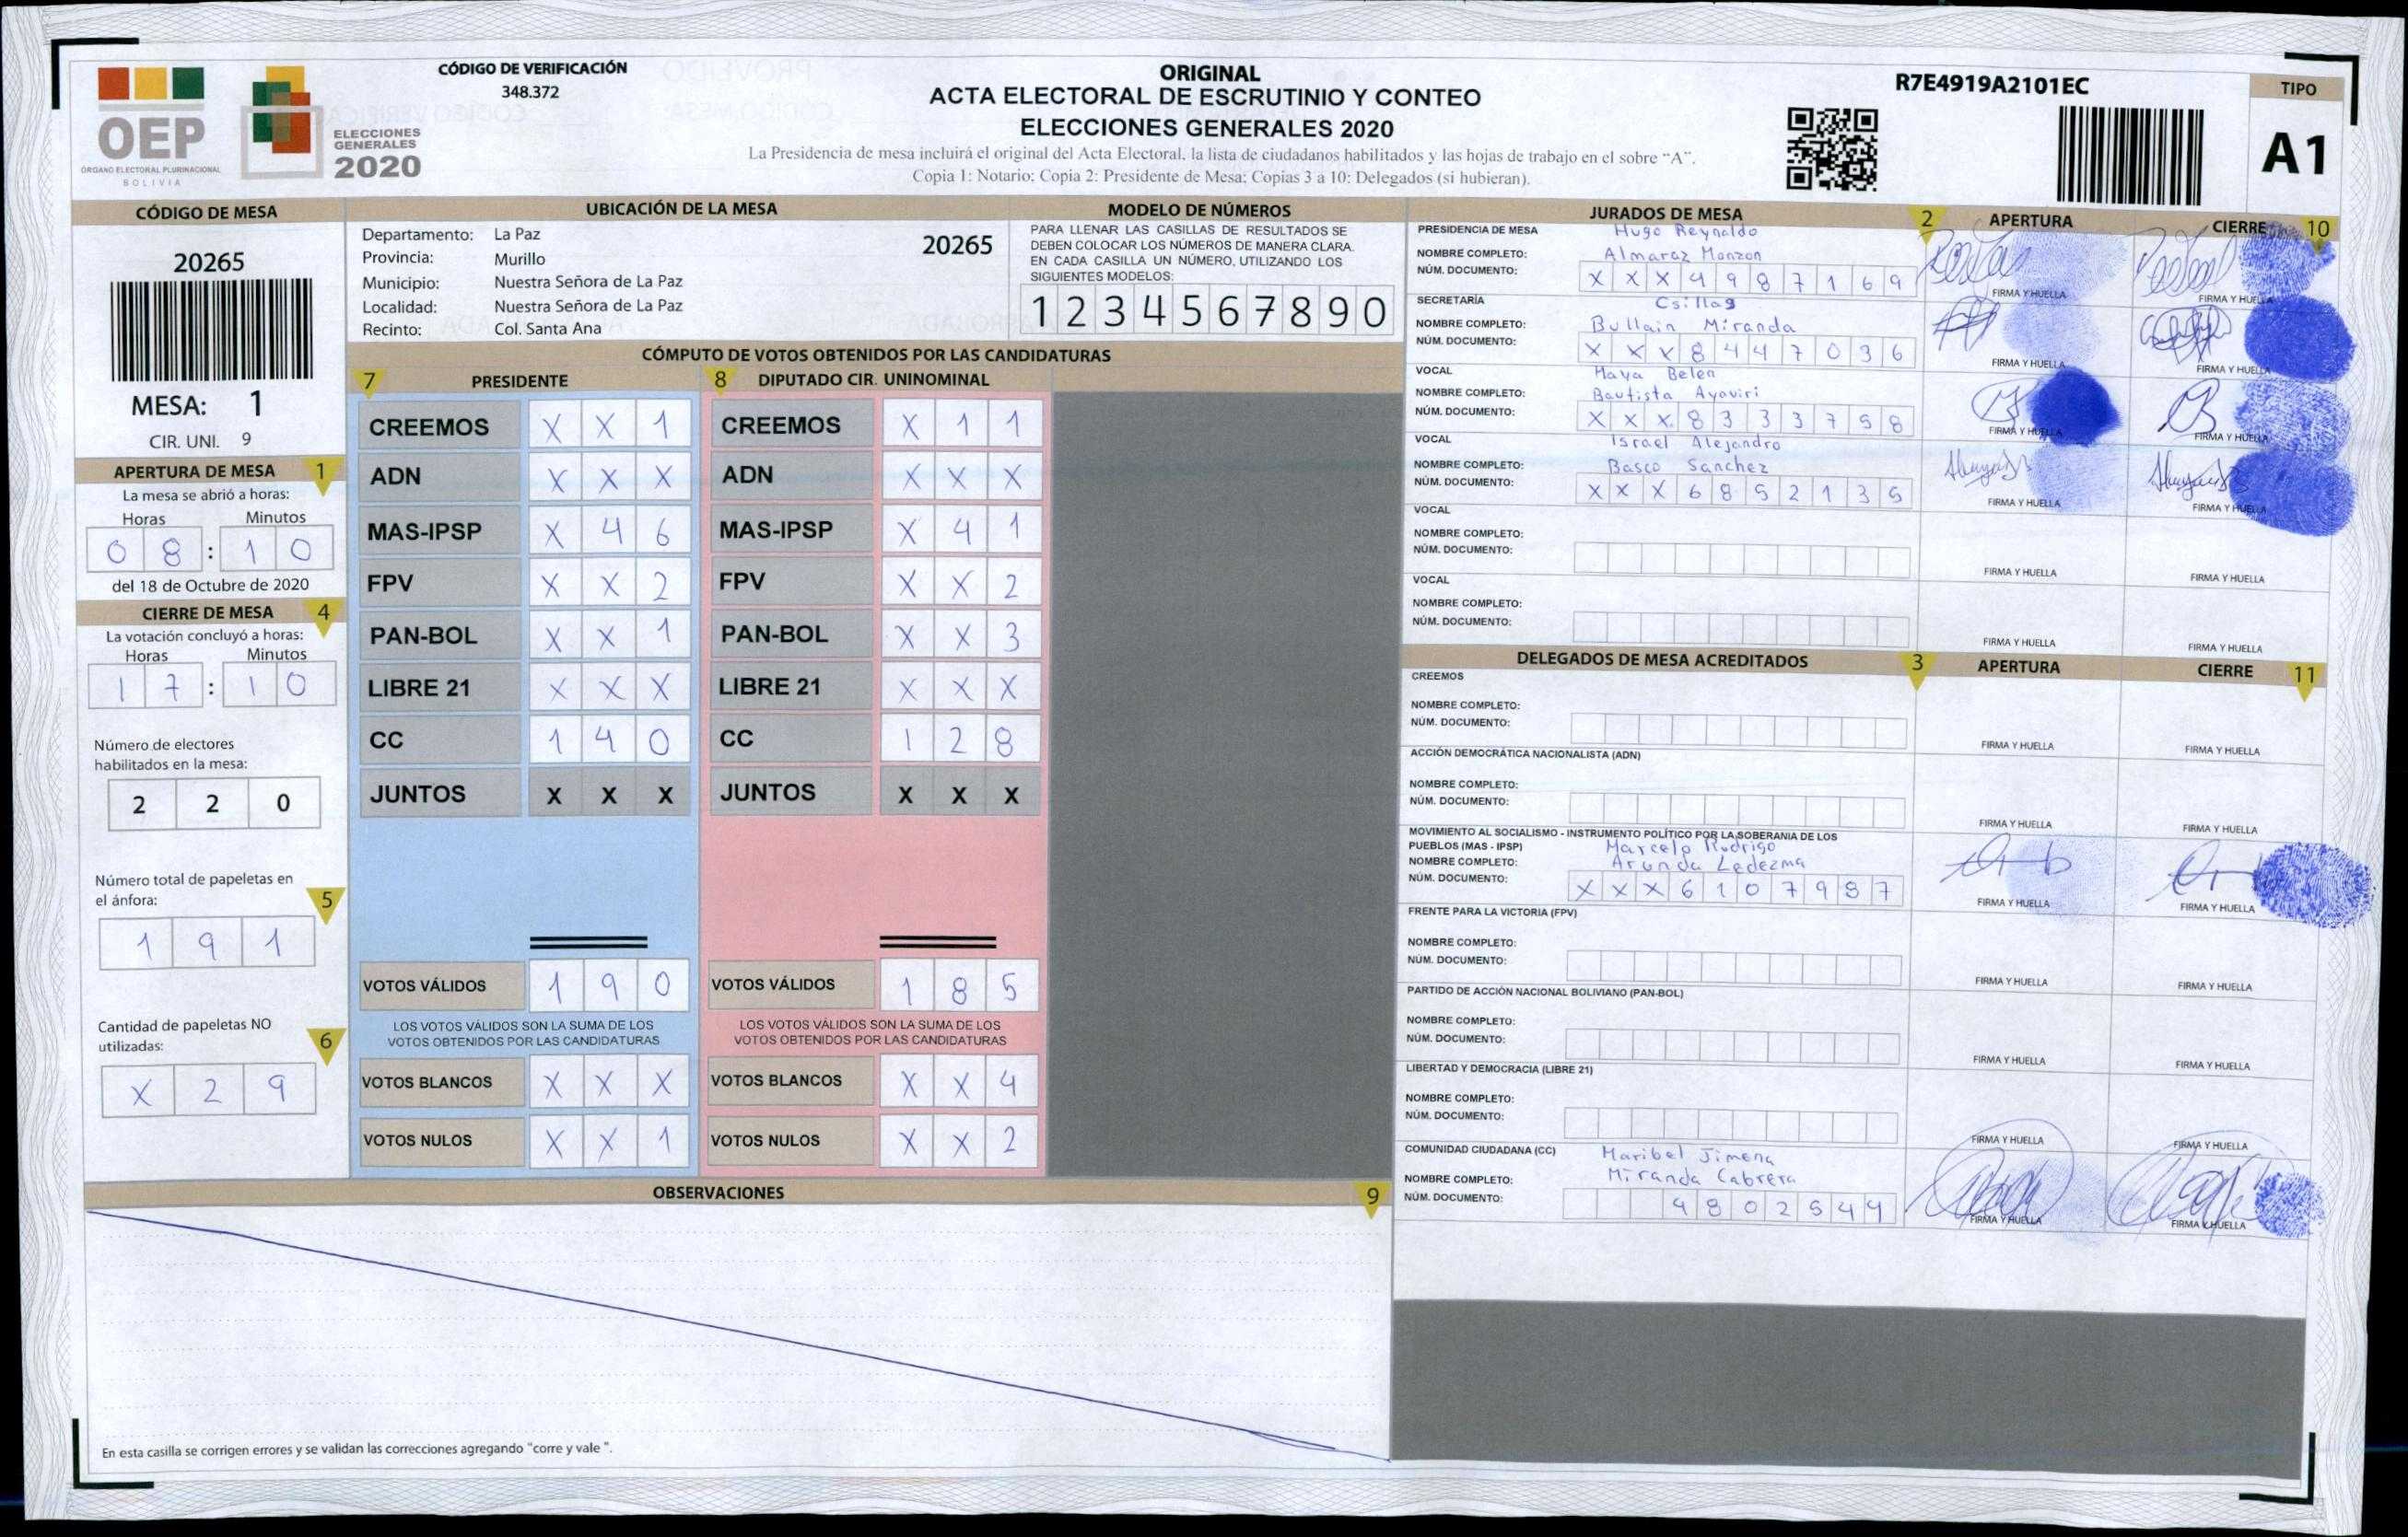 OEP
ÓRGANO ELECTORAL PLURINACIONAL
BOLIVIA
ELECCIONES
GENERALES
2020
CÓDIGO DE VERIFICACIÓN
348.372
ORIGINAL
ACTA ELECTORAL DE ESCRUTINIO Y CONTEO
ELECCIONES GENERALES 2020
La Presidencia de mesa incluirá el original del Acta Electoral, la lista de ciudadanos habilitados y las hojas de trabajo en el sobre “A”.
Copia 1: Notario; Copia 2: Presidente de Mesa; Copias 3 a 10: Delegados (si hubieran).
R7E4919A2101EC
TIPO
A1
CÓDIGO DE MESA
20265
MESA: 1
CIR. UNI. 9
APERTURA DE MESA 1
La mesa se abrió a horas:
Horas Minutos
0 8 : 1 0
del 18 de Octubre de 2020
CIERRE DE MESA 4
La votación concluyó a horas:
Horas Minutos
1 7 : 1 0
Número de electores
habilitados en la mesa:
2 2 0
Número total de papeletas en
el ánfora: 5
1 9 1
Cantidad de papeletas NO
utilizadas: 6
X 2 9
UBICACIÓN DE LA MESA
Departamento: La Paz 20265
Provincia: Murillo
Municipio: Nuestra Señora de La Paz
Localidad: Nuestra Señora de La Paz
Recinto: Col. Santa Ana
MODELO DE NÚMEROS
PARA LLENAR LAS CASILLAS DE RESULTADOS SE
DEBEN COLOCAR LOS NÚMEROS DE MANERA CLARA.
EN CADA CASILLA UN NÚMERO, UTILIZANDO LOS
SIGUIENTES MODELOS:
1 2 3 4 5 6 7 8 9 0
CÓMPUTO DE VOTOS OBTENIDOS POR LAS CANDIDATURAS
7 PRESIDENTE
CREEMOS X X 1
ADN X X X
MAS-IPSP X 4 6
FPV X X 2
PAN-BOL X X 1
LIBRE 21 X X X
CC 1 4 0
JUNTOS X X X
VOTOS VÁLIDOS 1 9 0
LOS VOTOS VÁLIDOS SON LA SUMA DE LOS
VOTOS OBTENIDOS POR LAS CANDIDATURAS
VOTOS BLANCOS X X X
VOTOS NULOS X X 1
8 DIPUTADO CIR. UNINOMINAL
CREEMOS X 1 1
ADN X X X
MAS-IPSP X 4 1
FPV X X 2
PAN-BOL X X 3
LIBRE 21 X X X
CC 1 2 8
JUNTOS X X X
VOTOS VÁLIDOS 1 8 5
LOS VOTOS VÁLIDOS SON LA SUMA DE LOS
VOTOS OBTENIDOS POR LAS CANDIDATURAS
VOTOS BLANCOS X X 4
VOTOS NULOS X X 2
OBSERVACIONES 9
En esta casilla se corrigen errores y se validan las correcciones agregando "corre y vale ".
JURADOS DE MESA 2 APERTURA CIERRE 10
PRESIDENCIA DE MESA Hugo Reynaldo
NOMBRE COMPLETO: Almaraz Monzon
NÚM. DOCUMENTO: X X X 4 9 8 7 1 6 9
FIRMA Y HUELLA FIRMA Y HUELLA
SECRETARÍA Csillag
NOMBRE COMPLETO: Bullain Miranda
NÚM. DOCUMENTO: X X X 8 4 4 7 0 3 6
FIRMA Y HUELLA FIRMA Y HUELLA
VOCAL Maya Belen
NOMBRE COMPLETO: Bautista Ayaviri
NÚM. DOCUMENTO: X X X 8 3 3 3 7 5 8
FIRMA Y HUELLA FIRMA Y HUELLA
VOCAL Israel Alejandro
NOMBRE COMPLETO: Basco Sanchez
NÚM. DOCUMENTO: X X X 6 8 5 2 1 3 5
FIRMA Y HUELLA FIRMA Y HUELLA
VOCAL
NOMBRE COMPLETO:
NÚM. DOCUMENTO:
FIRMA Y HUELLA FIRMA Y HUELLA
VOCAL
NOMBRE COMPLETO:
NÚM. DOCUMENTO:
FIRMA Y HUELLA FIRMA Y HUELLA
DELEGADOS DE MESA ACREDITADOS 3 APERTURA CIERRE 11
CREEMOS
NOMBRE COMPLETO:
NÚM. DOCUMENTO:
FIRMA Y HUELLA FIRMA Y HUELLA
ACCIÓN DEMOCRÁTICA NACIONALISTA (ADN)
NOMBRE COMPLETO:
NÚM. DOCUMENTO:
FIRMA Y HUELLA FIRMA Y HUELLA
MOVIMIENTO AL SOCIALISMO - INSTRUMENTO POLÍTICO POR LA SOBERANIA DE LOS
PUEBLOS (MAS - IPSP) Marcelo Rodrigo
NOMBRE COMPLETO: Arunda Ledezma
NÚM. DOCUMENTO: X X X 6 1 0 7 9 8 7
FIRMA Y HUELLA FIRMA Y HUELLA
FRENTE PARA LA VICTORIA (FPV)
NOMBRE COMPLETO:
NÚM. DOCUMENTO:
FIRMA Y HUELLA FIRMA Y HUELLA
PARTIDO DE ACCIÓN NACIONAL BOLIVIANO (PAN-BOL)
NOMBRE COMPLETO:
NÚM. DOCUMENTO:
FIRMA Y HUELLA FIRMA Y HUELLA
LIBERTAD Y DEMOCRACIA (LIBRE 21)
NOMBRE COMPLETO:
NÚM. DOCUMENTO:
FIRMA Y HUELLA FIRMA Y HUELLA
COMUNIDAD CIUDADANA (CC) Maribel Jimena
NOMBRE COMPLETO: Miranda Cabrera
NÚM. DOCUMENTO: 4 8 0 2 5 4 4
FIRMA Y HUELLA FIRMA Y HUELLA